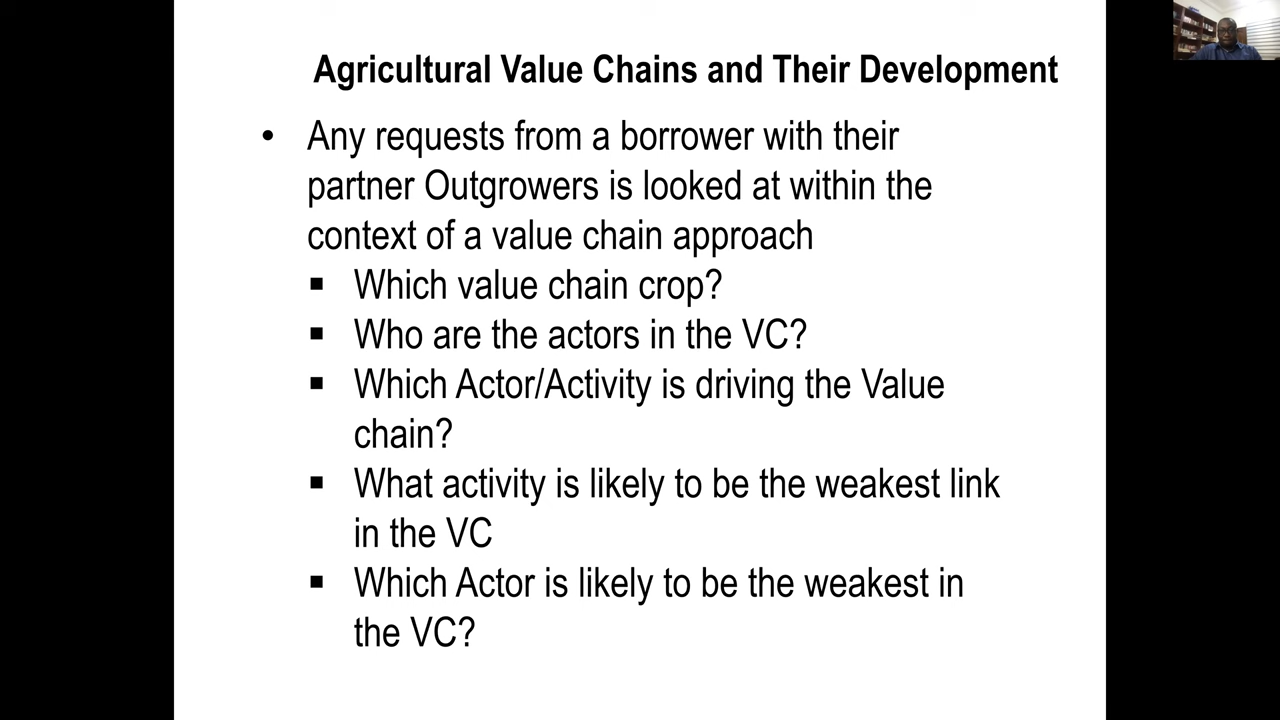 Agricultural Value Chains and Their Development
• Any requests from a borrower with their
partner Outgrowers is looked at within the
context of a value chain approach
▪ Which value chain crop?
▪ Who are the actors in the VC?
▪ Which Actor/Activity is driving the Value
chain?
▪ What activity is likely to be the weakest link
in the VC
▪ Which Actor is likely to be the weakest in
the VC?